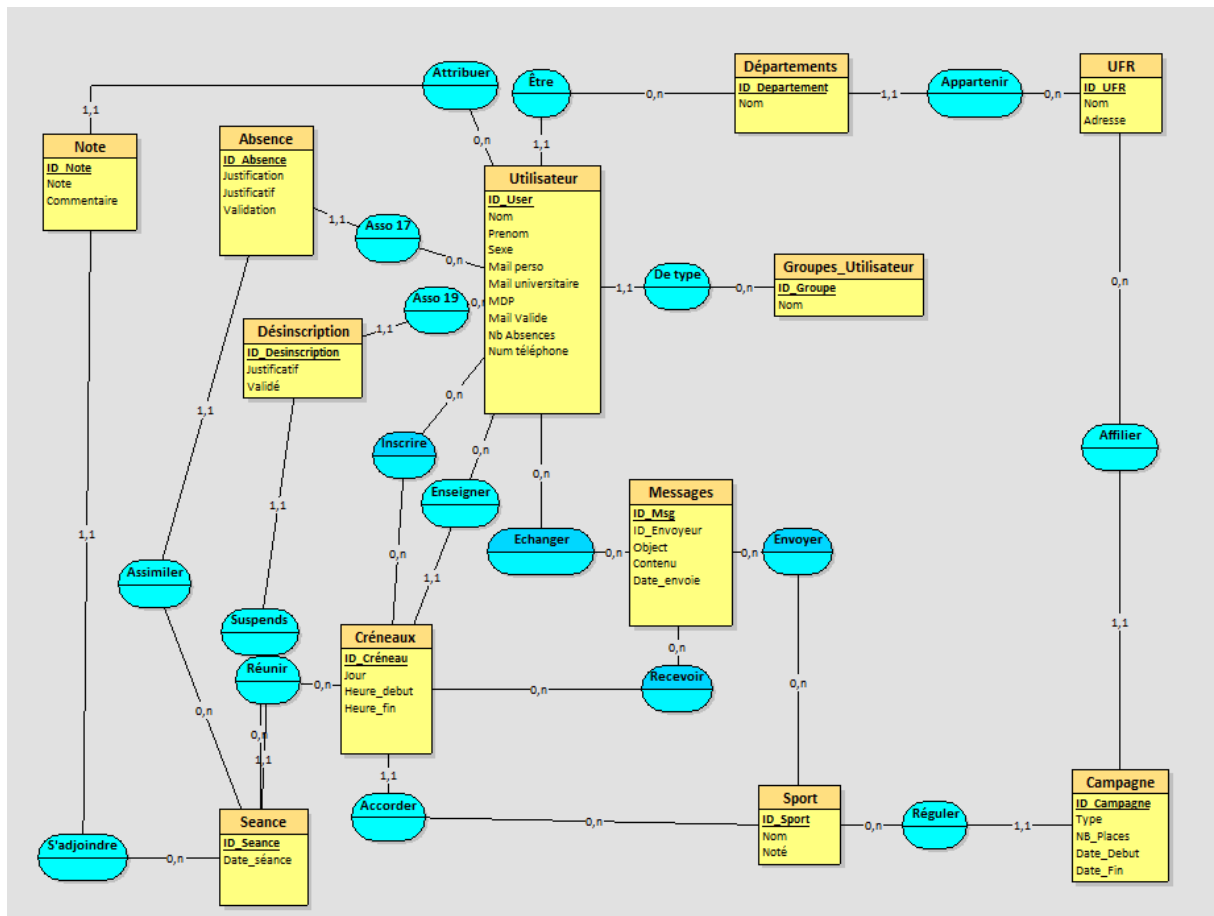 Attribuer
Être
0,n
Départements
ID_Departement
Nom
1,1
Appartenir
0,n
UFR
ID_UFR
Nom
Adresse
1,1
Note
ID_Note
Note
Commentaire
Absence
ID_Absence
Justification
Justificatif
Validation
0,n
1,1
Utilisateur
ID_User
Nom
Prenom
Sexe
Mail perso
Mail universitaire
MDP
Mail Valide
Nb Absences
Num téléphone
1,1
Asso 17
0,n
Asso 19
0,n
1,1
1,1
De type
0,n
Groupes_Utilisateur
ID_Groupe
Nom
0,n
Désinscription
ID_Desinscription
Justificatif
Validé
0,n
1,1
Inscrire
0,n
0,n
Affilier
Enseigner
1,1
1,1
0,n
1,1
Echanger
0,n
Messages
ID_Msg
ID_Envoyeur
Object
Contenu
Date_envoie
0,n
Envoyer
Assimiler
Suspends
Réunir
0,n
Créneaux
ID_Créneau
Jour
Heure_debut
Heure_fin
0,n
0,n
Recevoir
0,n
1,1
0,n
0,n
1,1
1,1
Accorder
0,n
Sport
ID_Sport
Nom
Noté
0,n
Réguler
1,1
Campagne
ID_Campagne
Type
NB_Places
Date_Debut
Date_Fin
S'adjoindre
0,n
Seance
ID_Seance
Date_séance